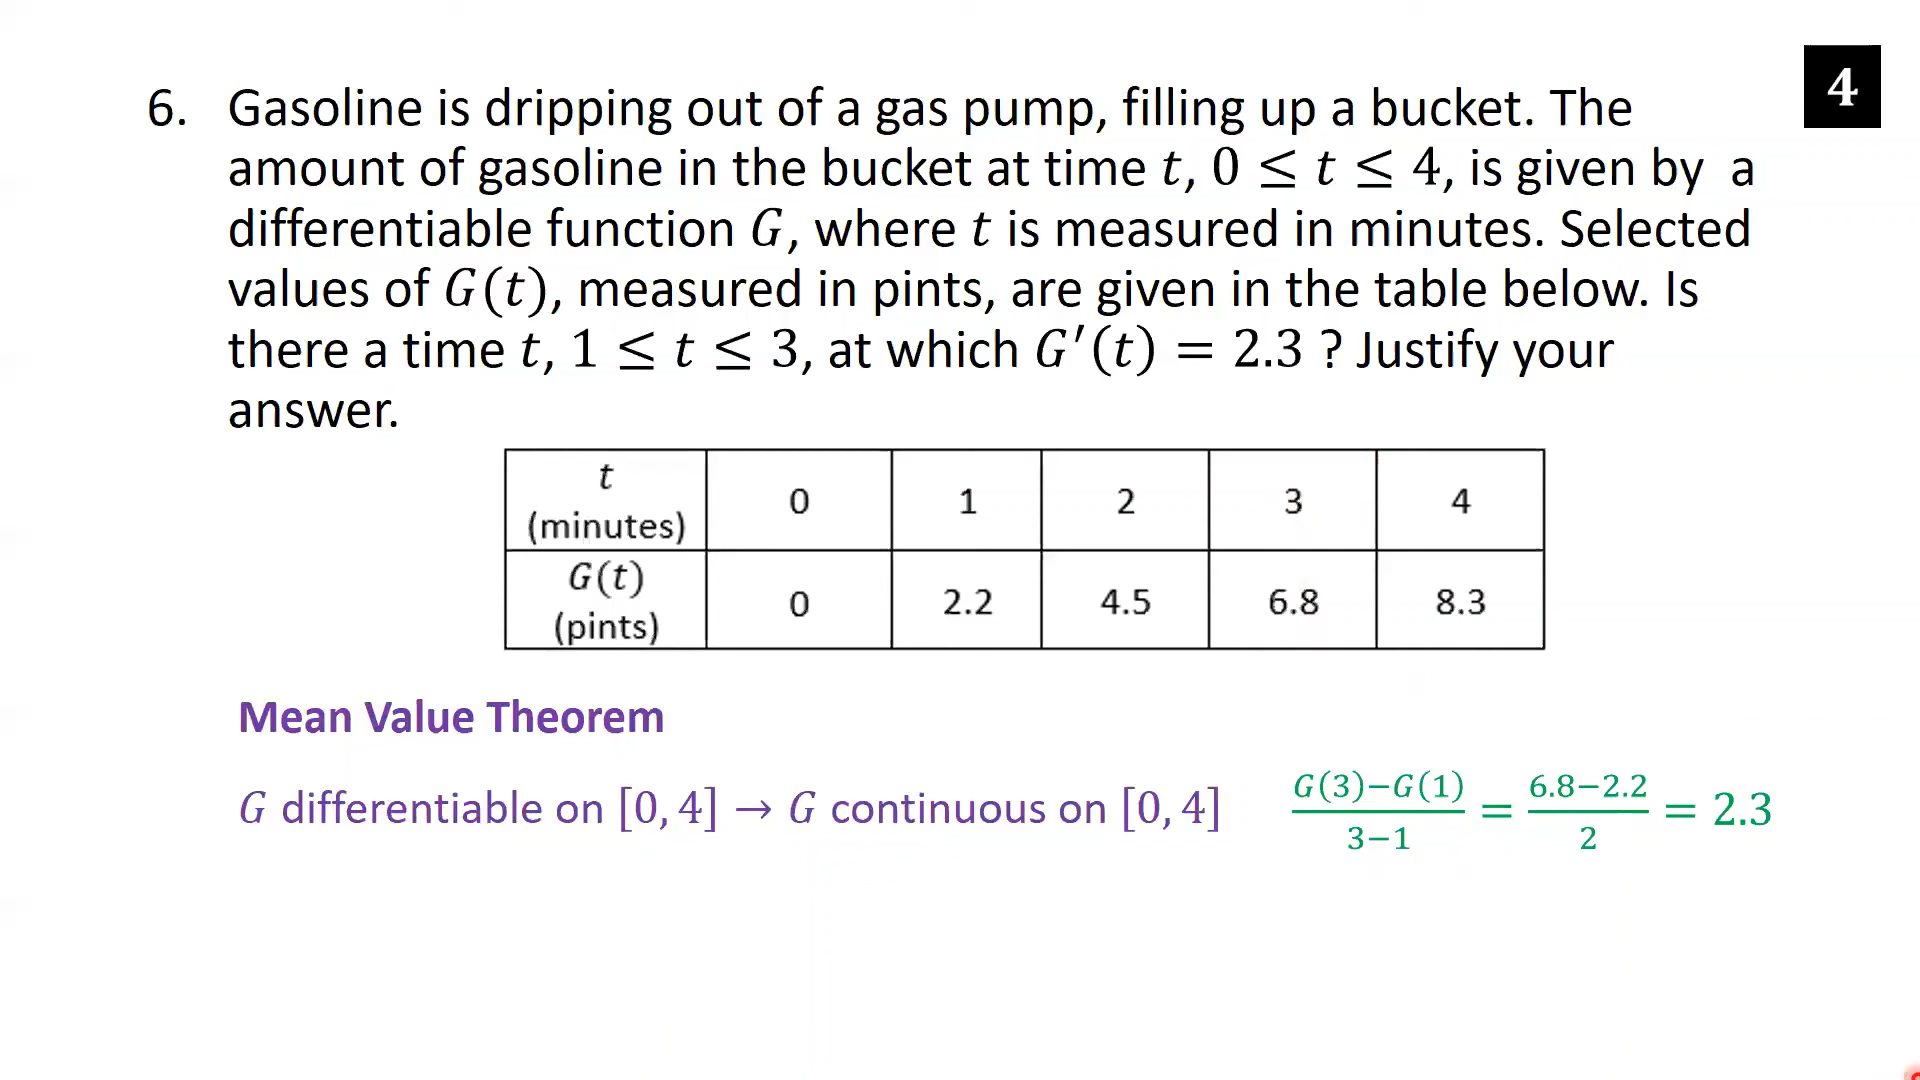 4
6. Gasoline is dripping out of a gas pump, filling up a bucket. The
amount of gasoline in the bucket at time t, 0 ≤ t ≤ 4, is given by a
differentiable function G, where t is measured in minutes. Selected
values of G(t), measured in pints, are given in the table below. Is
there a time t, 1 ≤ t ≤ 3, at which G′(t) = 2.3 ? Justify your
answer.
t (minutes) 0 1 2 3 4
G(t) (pints) 0 2.2 4.5 6.8 8.3
Mean Value Theorem
G differentiable on [0, 4] → G continuous on [0, 4] (G(3)−G(1))/(3−1) = (6.8−2.2)/2 = 2.3